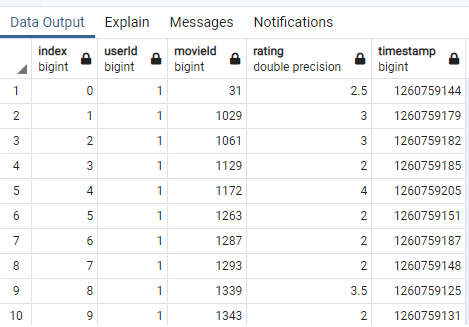 Data Output Explain Messages Notifications
index userId movieId rating timestamp
bigint bigint bigint double precision bigint
1 0 1 31 2.5 1260759144
2 1 1 1029 3 1260759179
3 2 1 1061 3 1260759182
4 3 1 1129 2 1260759185
5 4 1 1172 4 1260759205
6 5 1 1263 2 1260759151
7 6 1 1287 2 1260759187
8 7 1 1293 2 1260759148
9 8 1 1339 3.5 1260759125
10 9 1 1343 2 1260759131